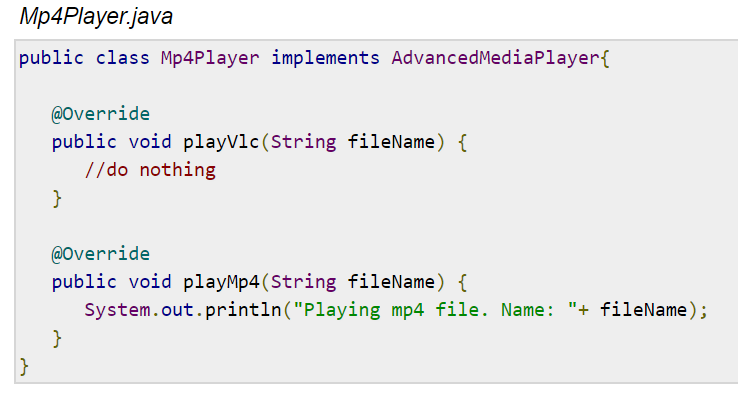 Mp4Player.java
public class Mp4Player implements AdvancedMediaPlayer{
@Override
public void playVlc(String fileName) {
//do nothing
}
@Override
public void playMp4(String fileName) {
System.out.println("Playing mp4 file. Name: "+ fileName);
}
}